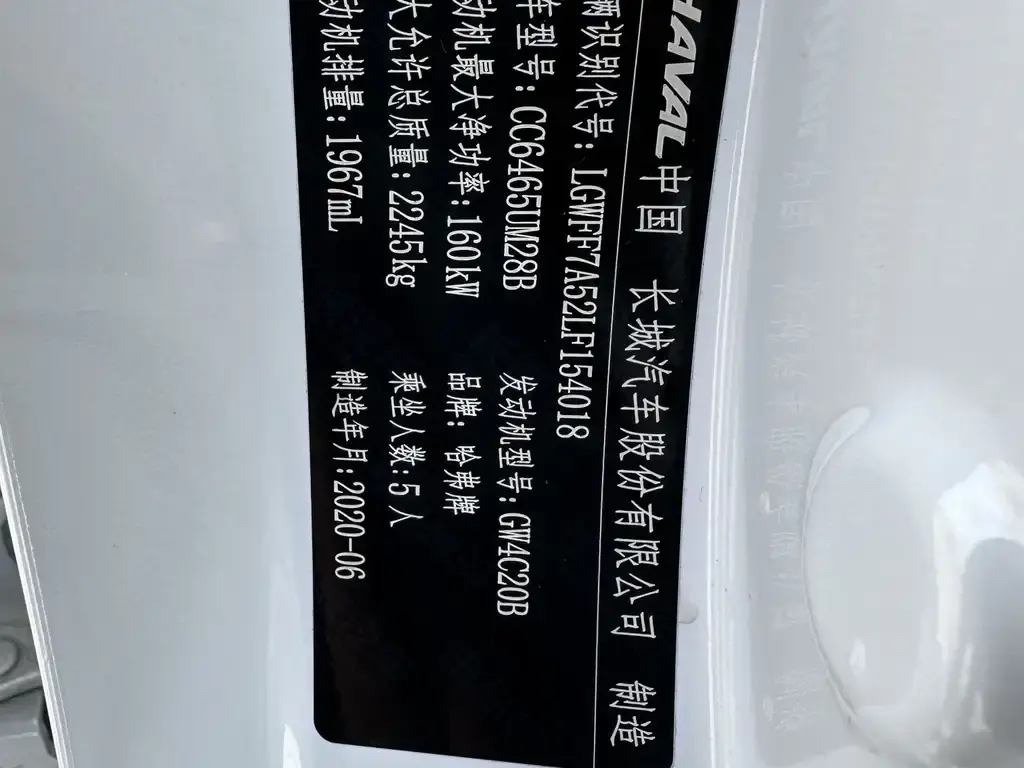 HAVAL 中国 长城汽车股份有限公司 制造
辆识别代号: LGWFF7A52LF154018
车型号: CC6465UM28B 发动机型号: GW4C20B
动机最大净功率: 160kW 品牌: 哈弗牌
大允许总质量: 2245kg 乘坐人数: 5 人
动机排量: 1967mL 制造年月: 2020-06